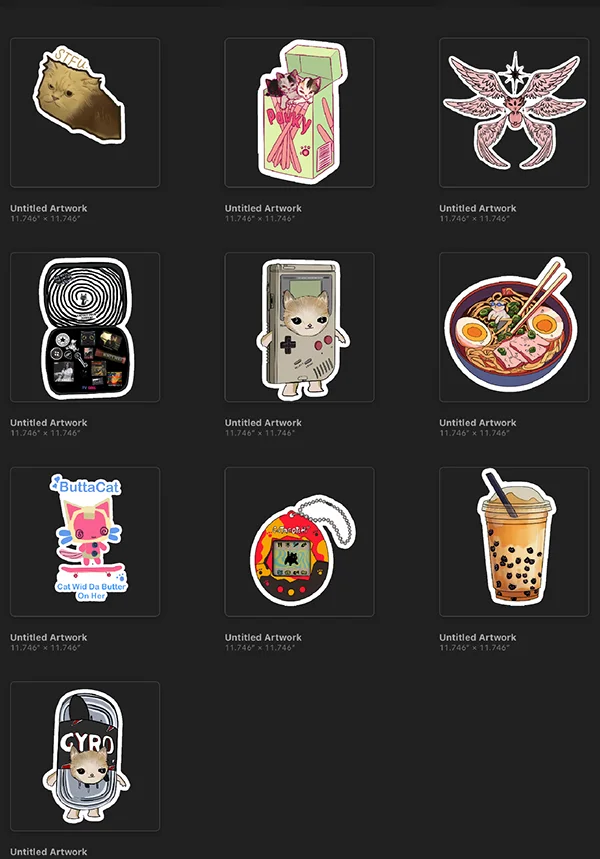 STFU
Untitled Artwork
11.746" × 11.746"
Untitled Artwork
11.746" × 11.746"
Untitled Artwork
11.746" × 11.746"
Untitled Artwork
11.746" × 11.746"
Untitled Artwork
11.746" × 11.746"
Untitled Artwork
11.746" × 11.746"
ButtaCat
Cat Wid Da Butter
On Her
Untitled Artwork
11.746" × 11.746"
Untitled Artwork
11.746" × 11.746"
Untitled Artwork
11.746" × 11.746"
GYRO
Untitled Artwork